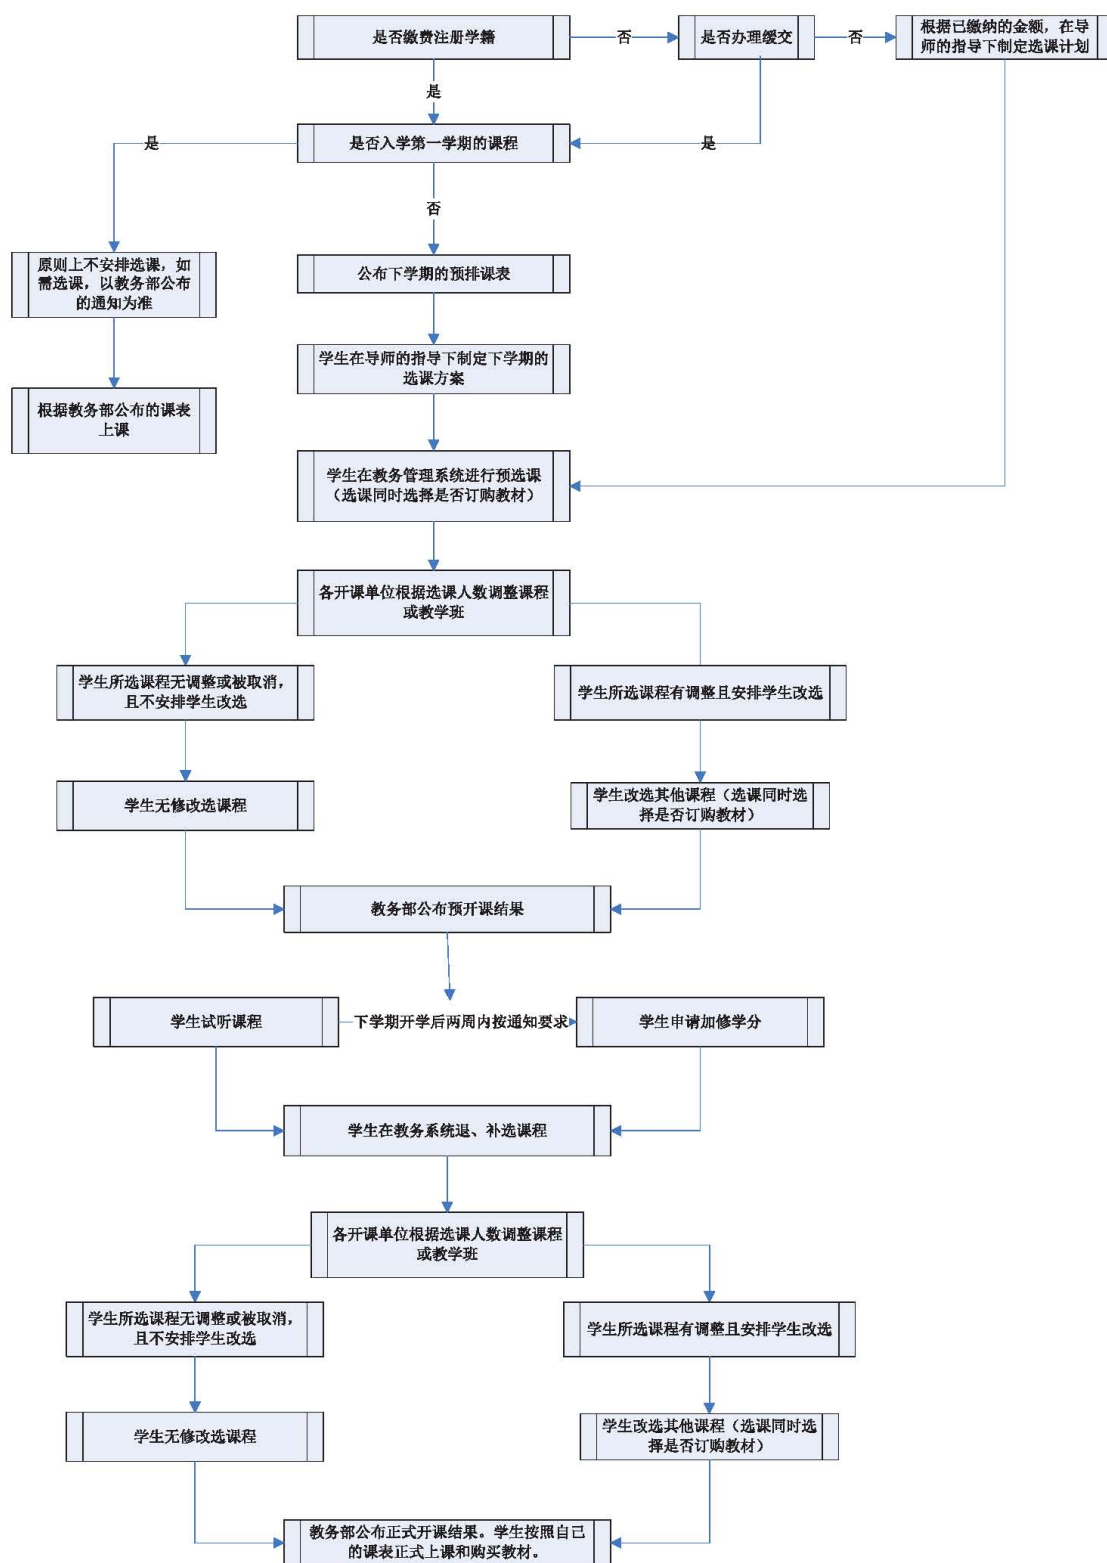 是否缴费注册学籍
否
是否办理缓交
否
根据已缴纳的金额，在导
师的指导下制定选课计划
是
是
是否入学第一学期的课程
是
否
原则上不安排选课，如
需选课，以教务部公布
的通知为准
公布下学期的预排课表
学生在导师的指导下制定下学期的
选课方案
根据教务部公布的课表
上课
学生在教务管理系统进行预选课
（选课同时选择是否订购教材）
各开课单位根据选课人数调整课程
或教学班
学生所选课程无调整或被取消，
且不安排学生改选
学生所选课程有调整且安排学生改选
学生无修改选课程
学生改选其他课程（选课同时选
择是否订购教材）
教务部公布预开课结果
学生试听课程
下学期开学后两周内按通知要求
学生申请加修学分
学生在教务系统退、补选课程
各开课单位根据选课人数调整课程
或教学班
学生所选课程无调整或被取消，
且不安排学生改选
学生所选课程有调整且安排学生改选
学生无修改选课程
学生改选其他课程（选课同时选
择是否订购教材）
教务部公布正式开课结果。学生按照自己
的课表正式上课和购买教材。